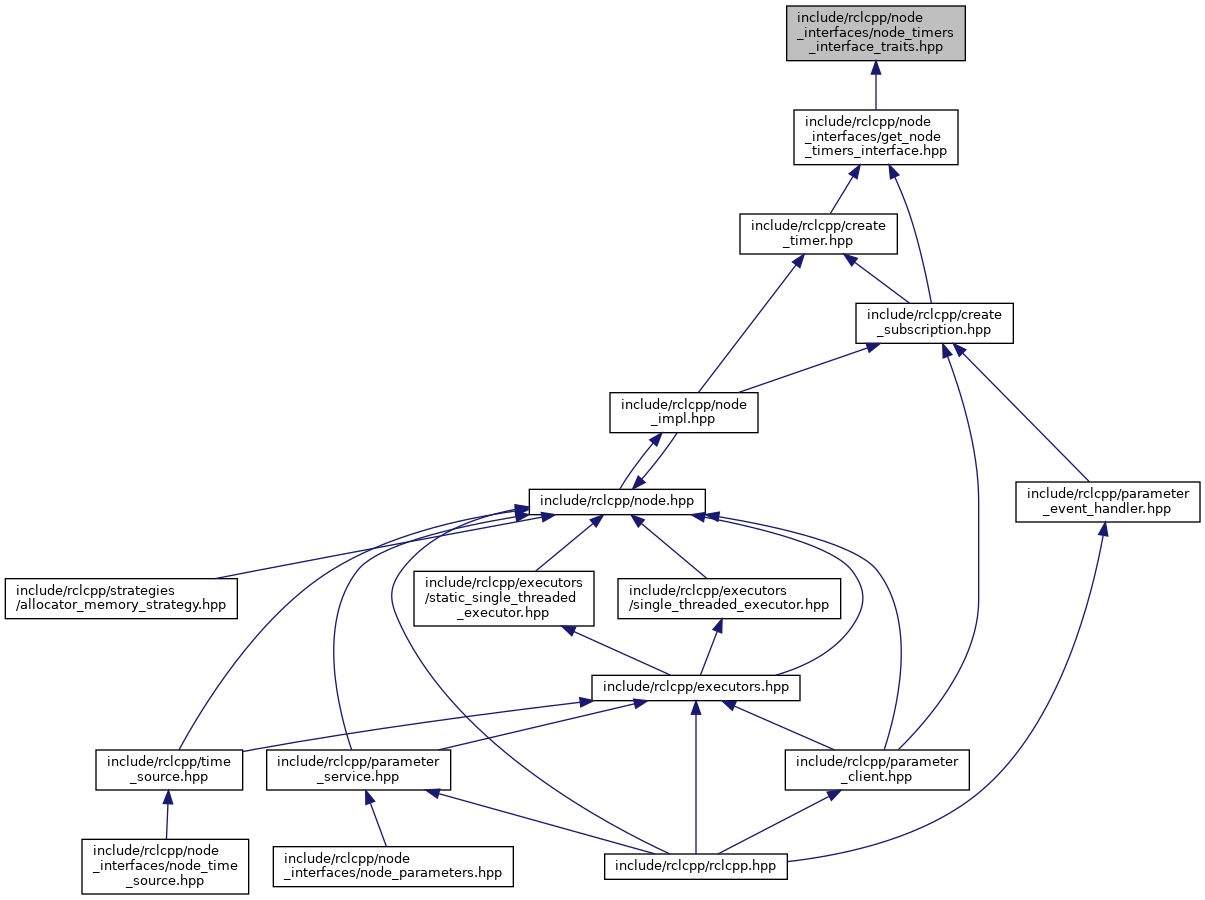 include/rclcpp/node
_interfaces/node_timers
_interface_traits.hpp
include/rclcpp/node
_interfaces/get_node
_timers_interface.hpp
include/rclcpp/create
_timer.hpp
include/rclcpp/create
_subscription.hpp
include/rclcpp/node
_impl.hpp
include/rclcpp/node.hpp
include/rclcpp/parameter
_event_handler.hpp
include/rclcpp/strategies
/allocator_memory_strategy.hpp
include/rclcpp/executors
/static_single_threaded
_executor.hpp
include/rclcpp/executors
/single_threaded_executor.hpp
include/rclcpp/executors.hpp
include/rclcpp/time
_source.hpp
include/rclcpp/parameter
_service.hpp
include/rclcpp/parameter
_client.hpp
include/rclcpp/node
_interfaces/node_time
_source.hpp
include/rclcpp/node
_interfaces/node_parameters.hpp
include/rclcpp/rclcpp.hpp